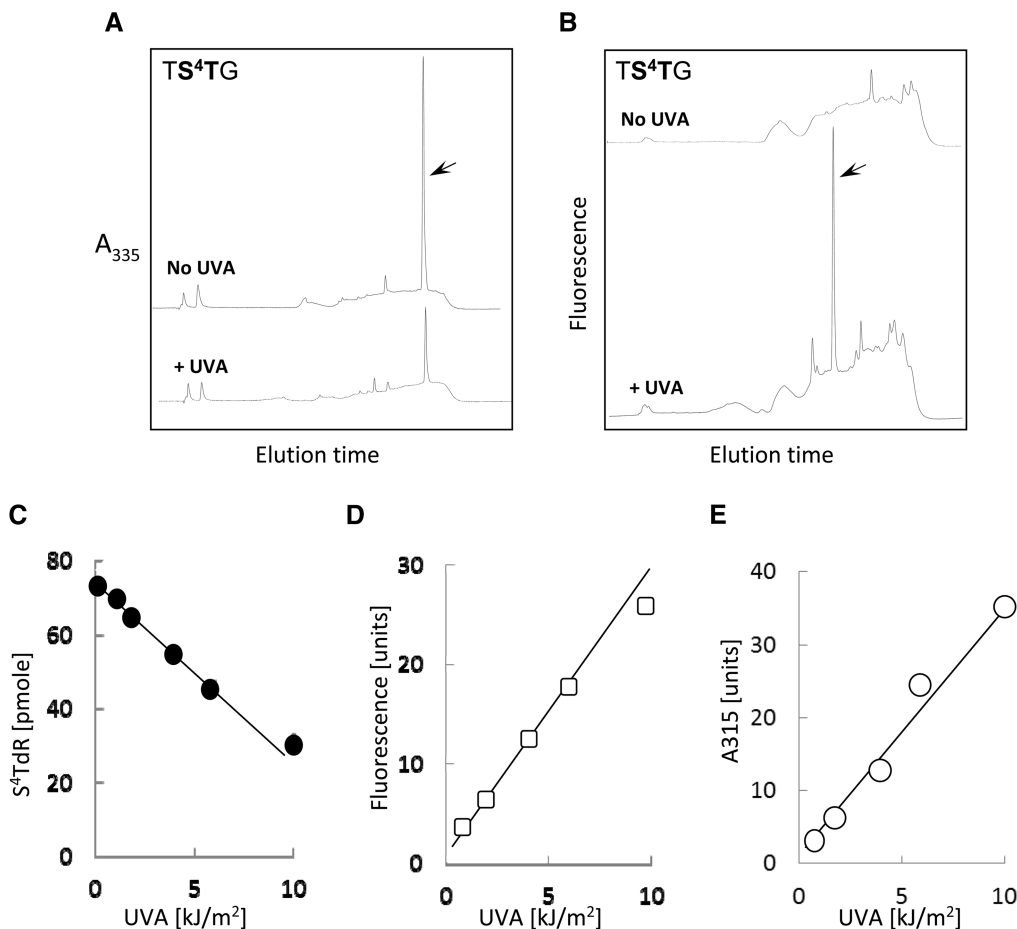 A
TS⁴TG
No UVA
A₃₃₅
+ UVA
Elution time
B
TS⁴TG
No UVA
Fluorescence
+ UVA
Elution time
C
80
60
40
20
0
S⁴TdR [pmole]
0 5 10
UVA [kJ/m²]
D
30
20
10
0
Fluorescence [units]
0 5 10
UVA [kJ/m²]
E
40
30
20
10
0
A315 [units]
0 5 10
UVA [kJ/m²]